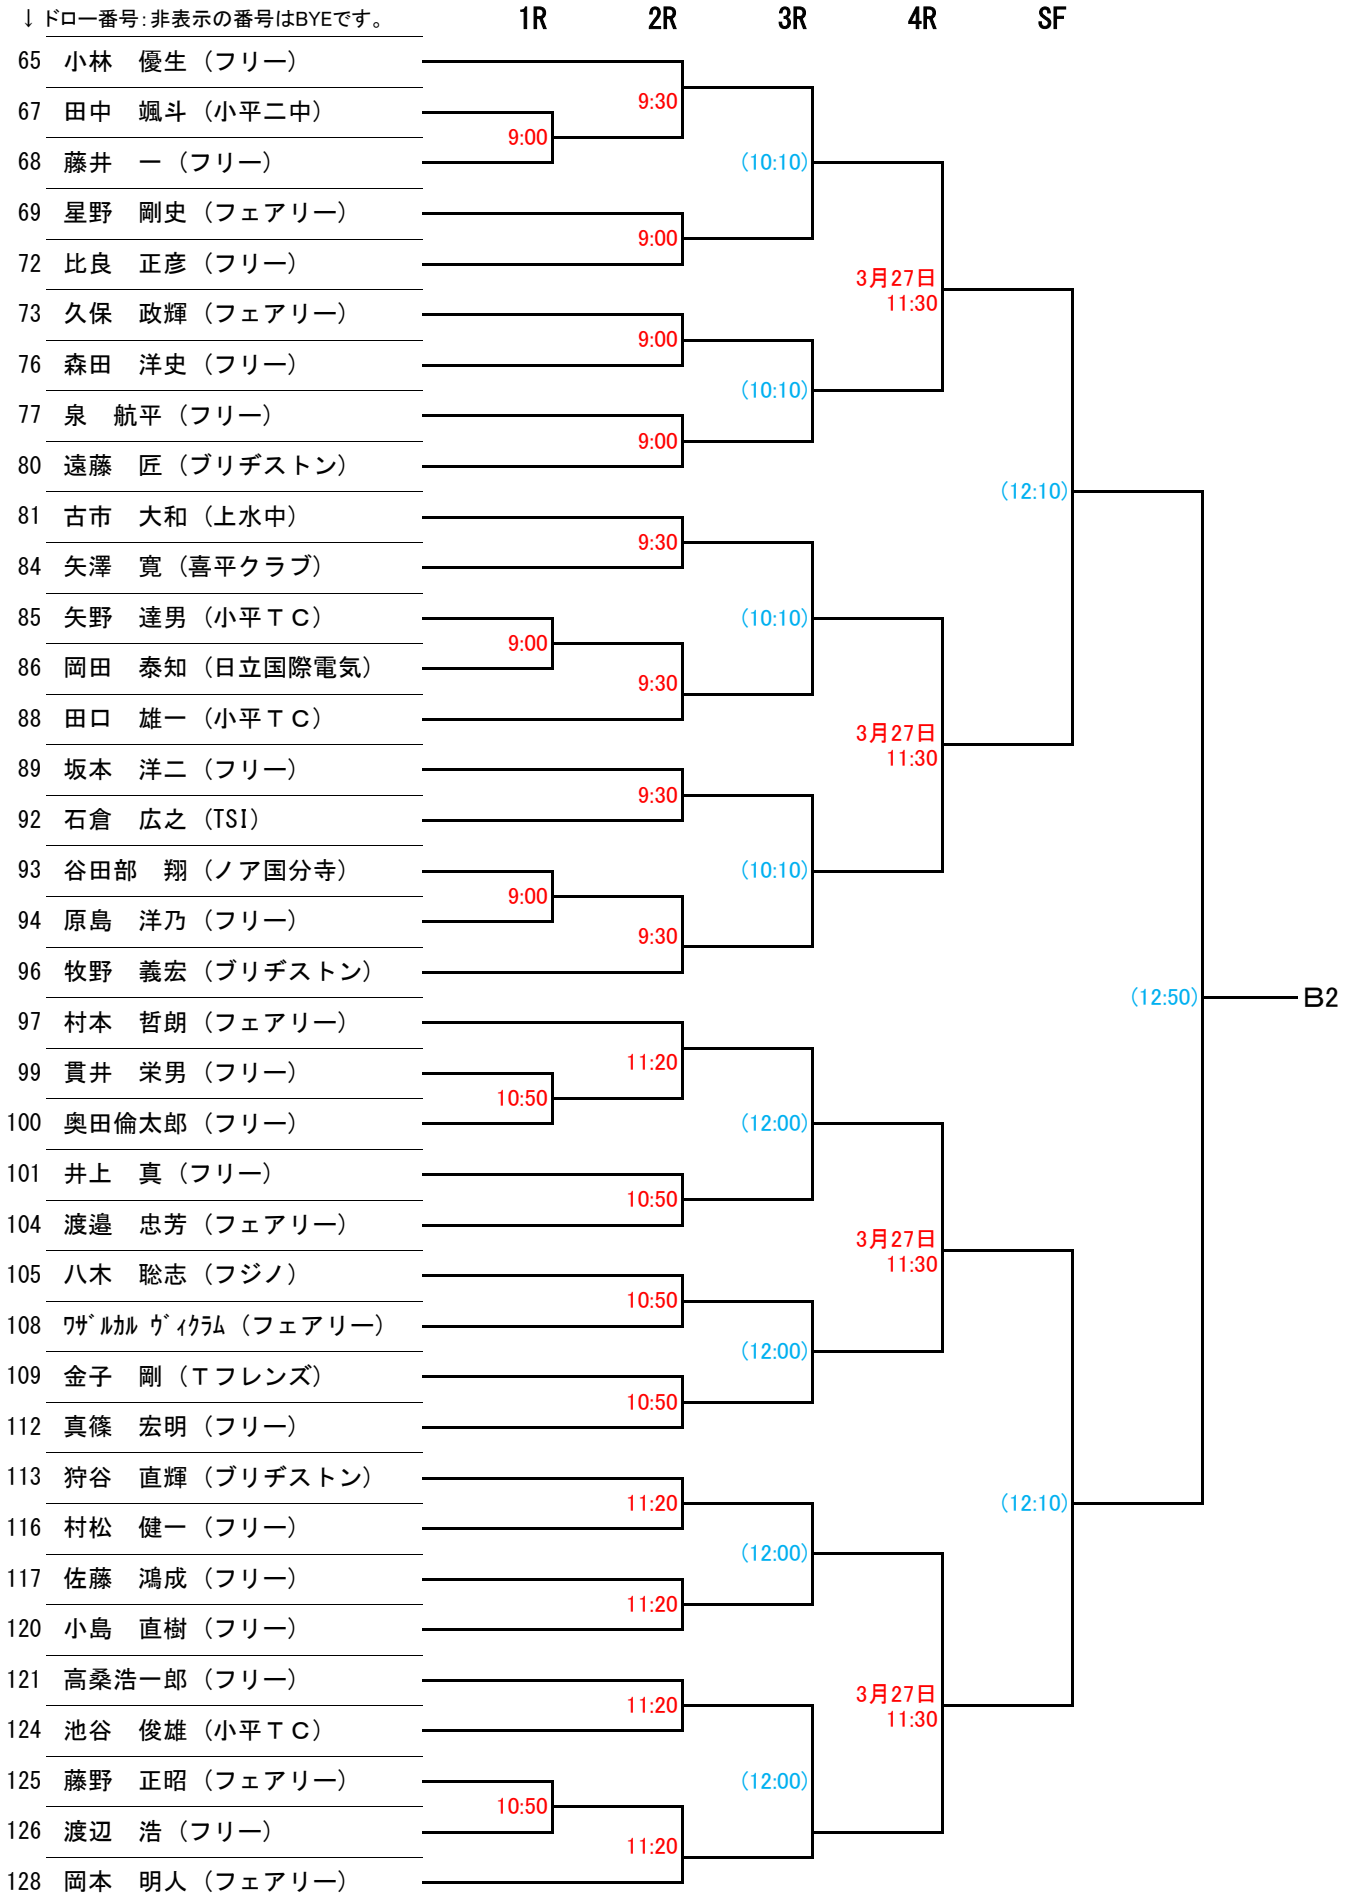 ↓ドロー番号：非表示の番号はBYEです。 1R 2R 3R 4R SF
65 小林　優生（フリー）
9:30
67 田中　颯斗（小平二中）
9:00
68 藤井　一（フリー）
(10:10)
69 星野　剛史（フェアリー）
9:00
72 比良　正彦（フリー）
3月27日
11:30
73 久保　政輝（フェアリー）
9:00
76 森田　洋史（フリー）
(10:10)
77 泉　航平（フリー）
9:00
80 遠藤　匠（ブリヂストン）
(12:10)
81 古市　大和（上水中）
9:30
84 矢澤　寛（喜平クラブ）
85 矢野　達男（小平ＴＣ）
(10:10)
9:00
86 岡田　泰知（日立国際電気）
9:30
88 田口　雄一（小平ＴＣ）
3月27日
11:30
89 坂本　洋二（フリー）
9:30
92 石倉　広之（TSI）
93 谷田部　翔（ノア国分寺）
(10:10)
9:00
94 原島　洋乃（フリー）
9:30
96 牧野　義宏（ブリヂストン）
(12:50) B2
97 村本　哲朗（フェアリー）
11:20
99 貫井　栄男（フリー）
10:50
100 奥田倫太郎（フリー）
(12:00)
101 井上　真（フリー）
10:50
104 渡邉　忠芳（フェアリー）
3月27日
11:30
105 八木　聡志（フジノ）
10:50
108 ﾜｻﾞﾙｶﾙ ｳﾞｨｸﾗﾑ（フェアリー）
(12:00)
109 金子　剛（Ｔフレンズ）
10:50
112 真篠　宏明（フリー）
113 狩谷　直輝（ブリヂストン）
11:20 (12:10)
116 村松　健一（フリー）
(12:00)
117 佐藤　鴻成（フリー）
11:20
120 小島　直樹（フリー）
121 高桑浩一郎（フリー）
3月27日
11:20
11:30
124 池谷　俊雄（小平ＴＣ）
125 藤野　正昭（フェアリー）
(12:00)
10:50
126 渡辺　浩（フリー）
11:20
128 岡本　明人（フェアリー）